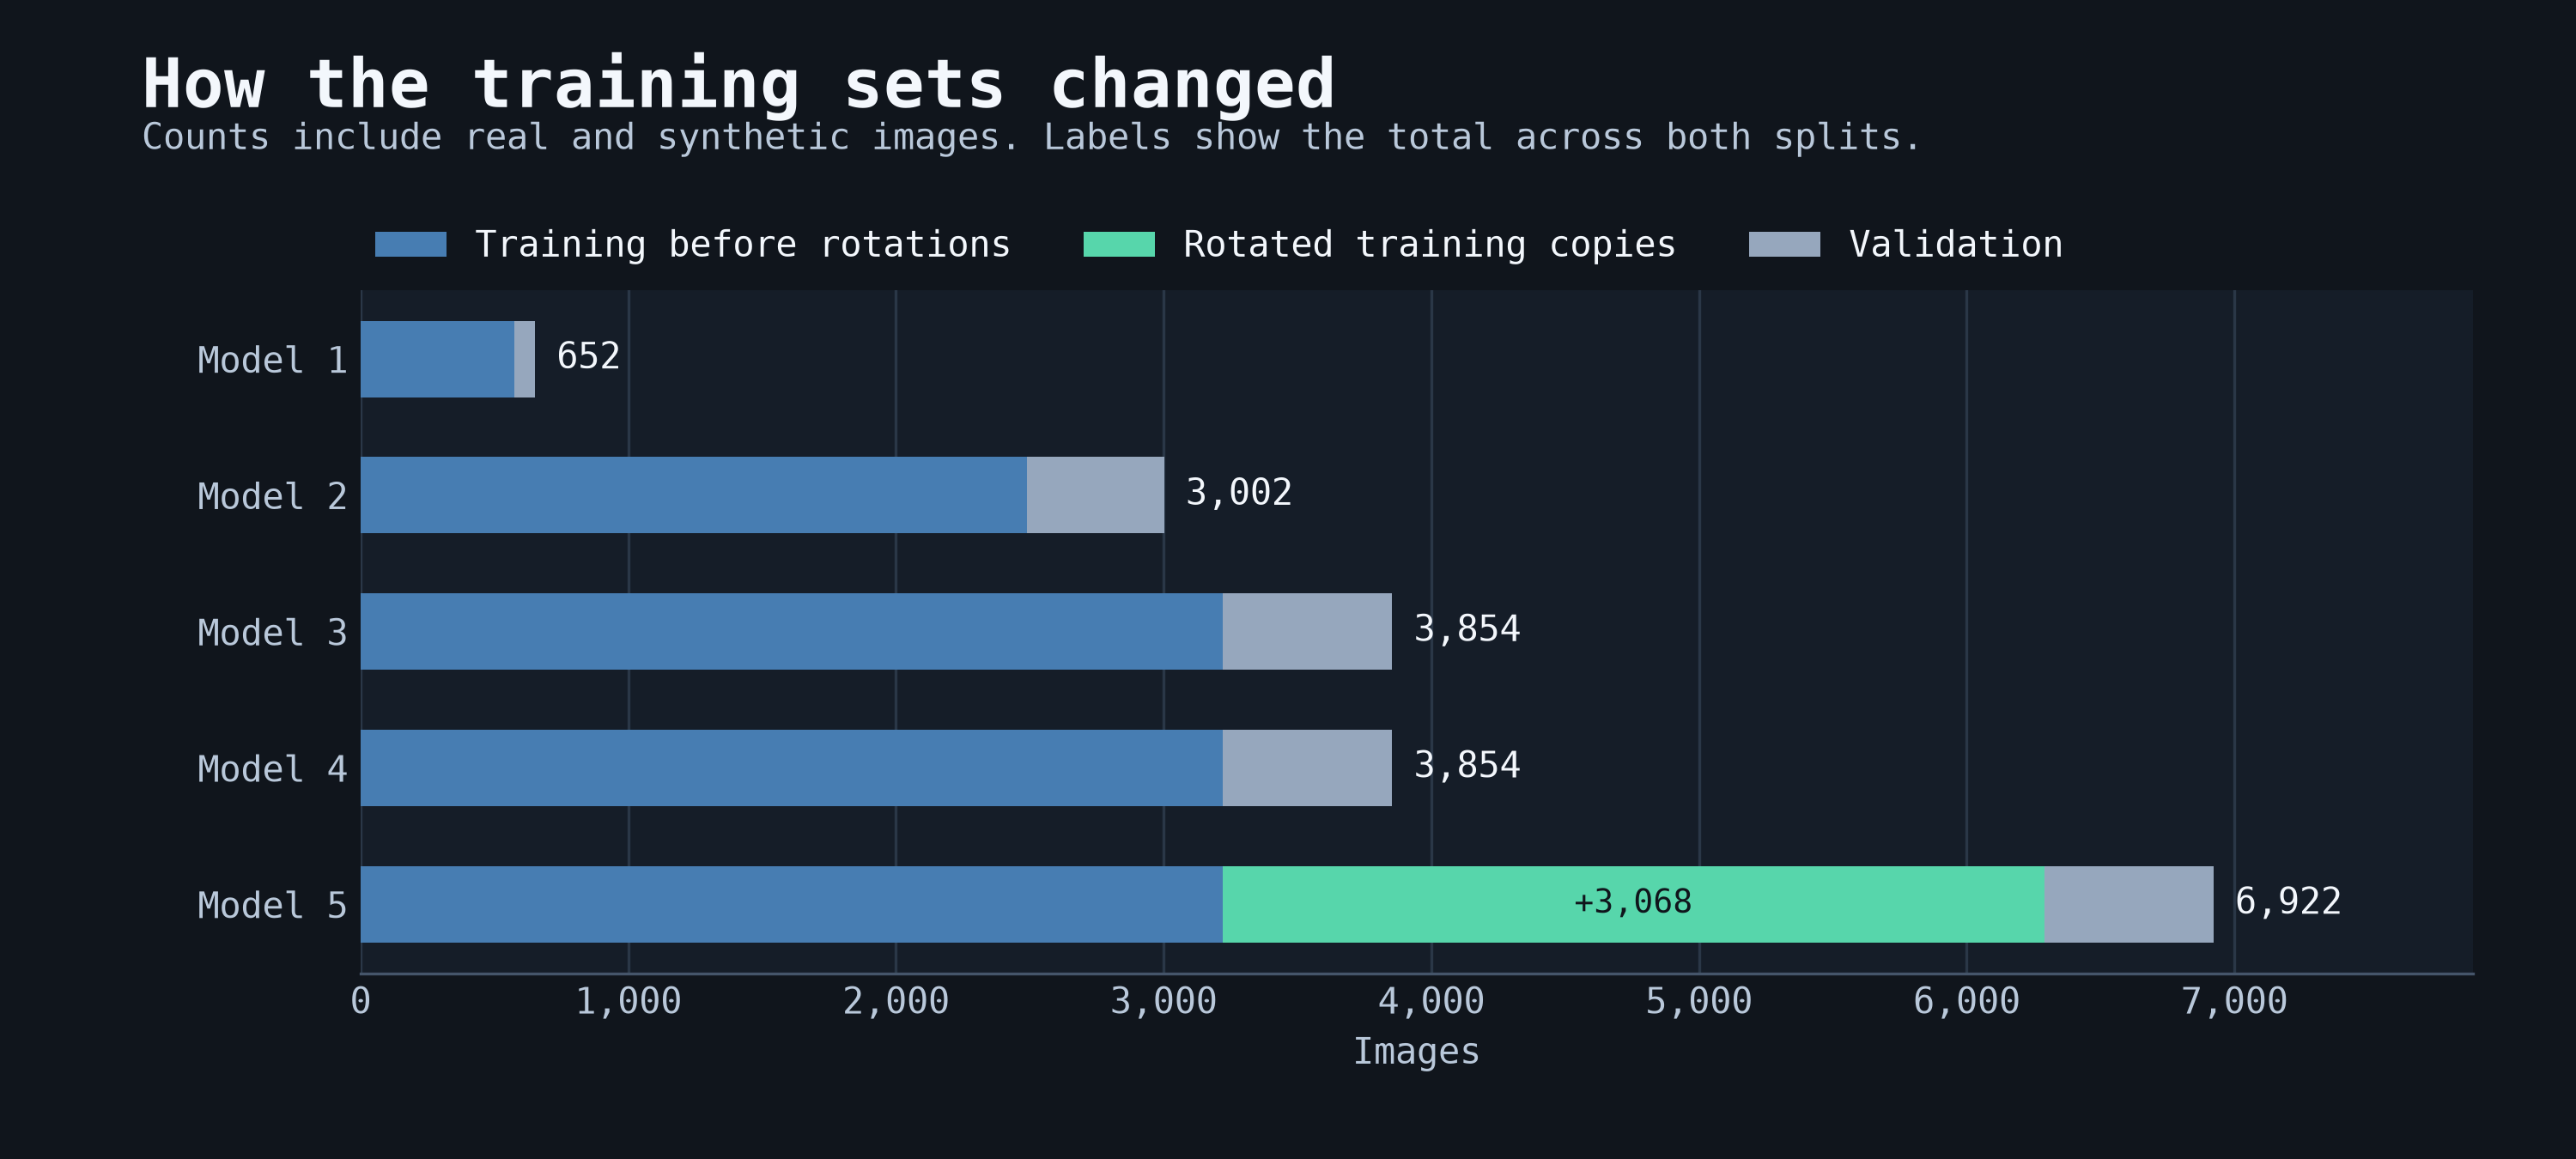 How the training sets changed
Counts include real and synthetic images. Labels show the total across both splits.
Training before rotations
Rotated training copies
Validation
Model 1
652
Model 2
3,002
Model 3
3,854
Model 4
3,854
Model 5
+3,068
6,922
0
1,000
2,000
3,000
4,000
5,000
6,000
7,000
Images